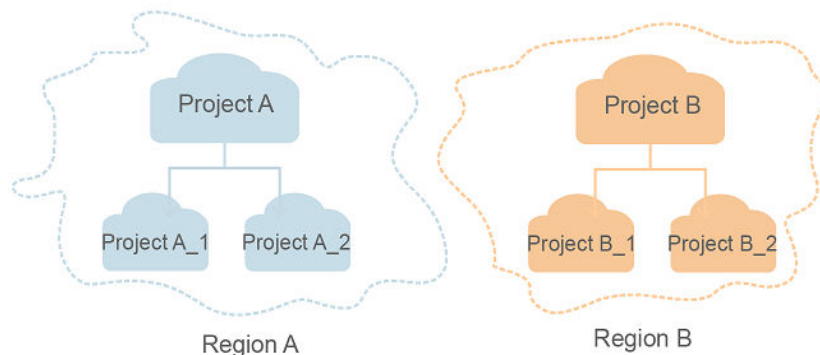 Project A
Project B
Project A_1
Project A_2
Project B_1
Project B_2
Region A
Region B